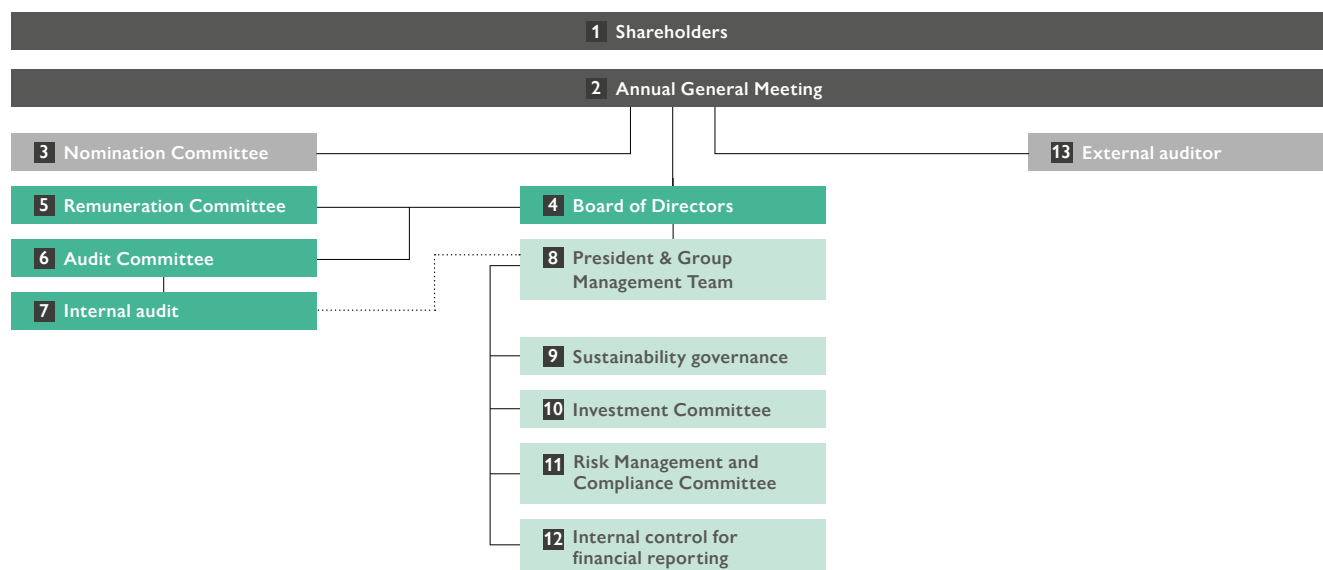 1 Shareholders
2 Annual General Meeting
3 Nomination Committee
13 External auditor
5 Remuneration Committee
4 Board of Directors
6 Audit Committee
8 President & Group
Management Team
7 Internal audit
9 Sustainability governance
10 Investment Committee
11 Risk Management and
Compliance Committee
12 Internal control for
financial reporting